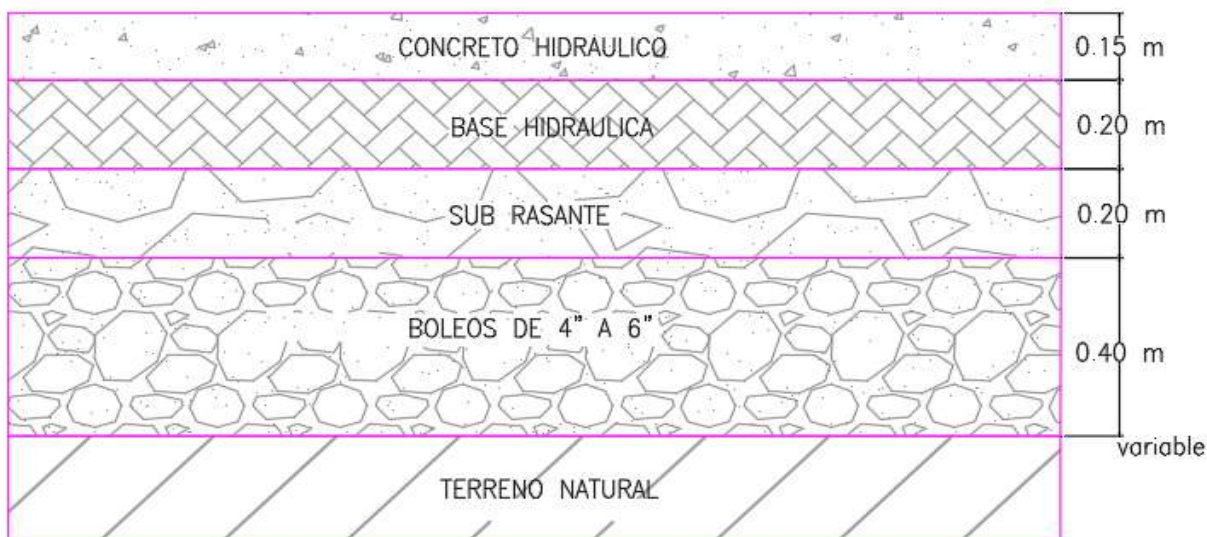 CONCRETO HIDRÁULICO 0.15 m
BASE HIDRAULICA 0.20 m
SUB RASANTE 0.20 m
BOLEOS DE 4" A 6" 0.40 m
variable
TERRENO NATURAL